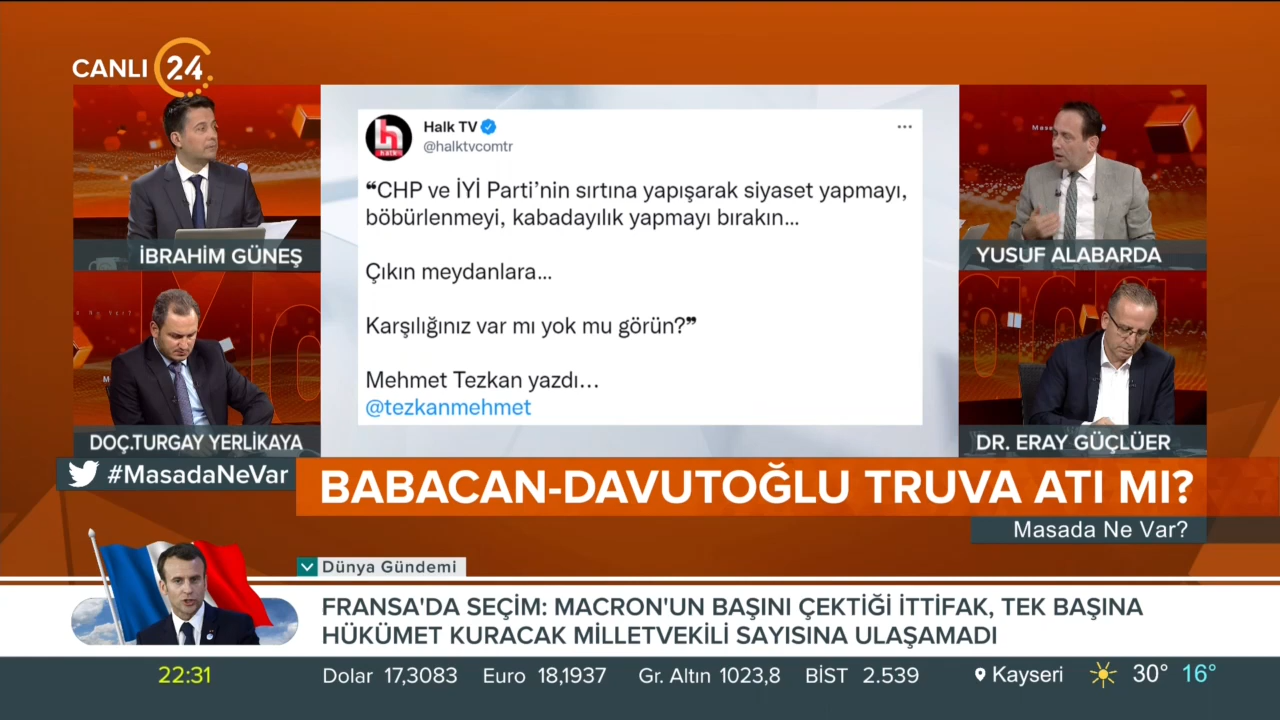 CANLI 24
Halk TV
@halktvcomtr
❝CHP ve İYİ Parti’nin sırtına yapışarak siyaset yapmayı,
böbürlenmeyi, kabadayılık yapmayı bırakın...
Çıkın meydanlara...
Karşılığınız var mı yok mu görün?❞
Mehmet Tezkan yazdı...
@tezkanmehmet
İBRAHİM GÜNEŞ
YUSUF ALABARDA
DOÇ.TURGAY YERLİKAYA
DR. ERAY GÜÇLÜER
#MasadaNeVar
BABACAN-DAVUTOĞLU TRUVA ATI MI?
Masada Ne Var?
Dünya Gündemi
FRANSA'DA SEÇİM: MACRON'UN BAŞINI ÇEKTİĞİ İTTİFAK, TEK BAŞINA
HÜKÜMET KURACAK MİLLETVEKİLİ SAYISINA ULAŞAMADI
22:31 Dolar 17,3083 Euro 18,1937 Gr. Altın 1023,8 BİST 2.539 Kayseri 30° 16°